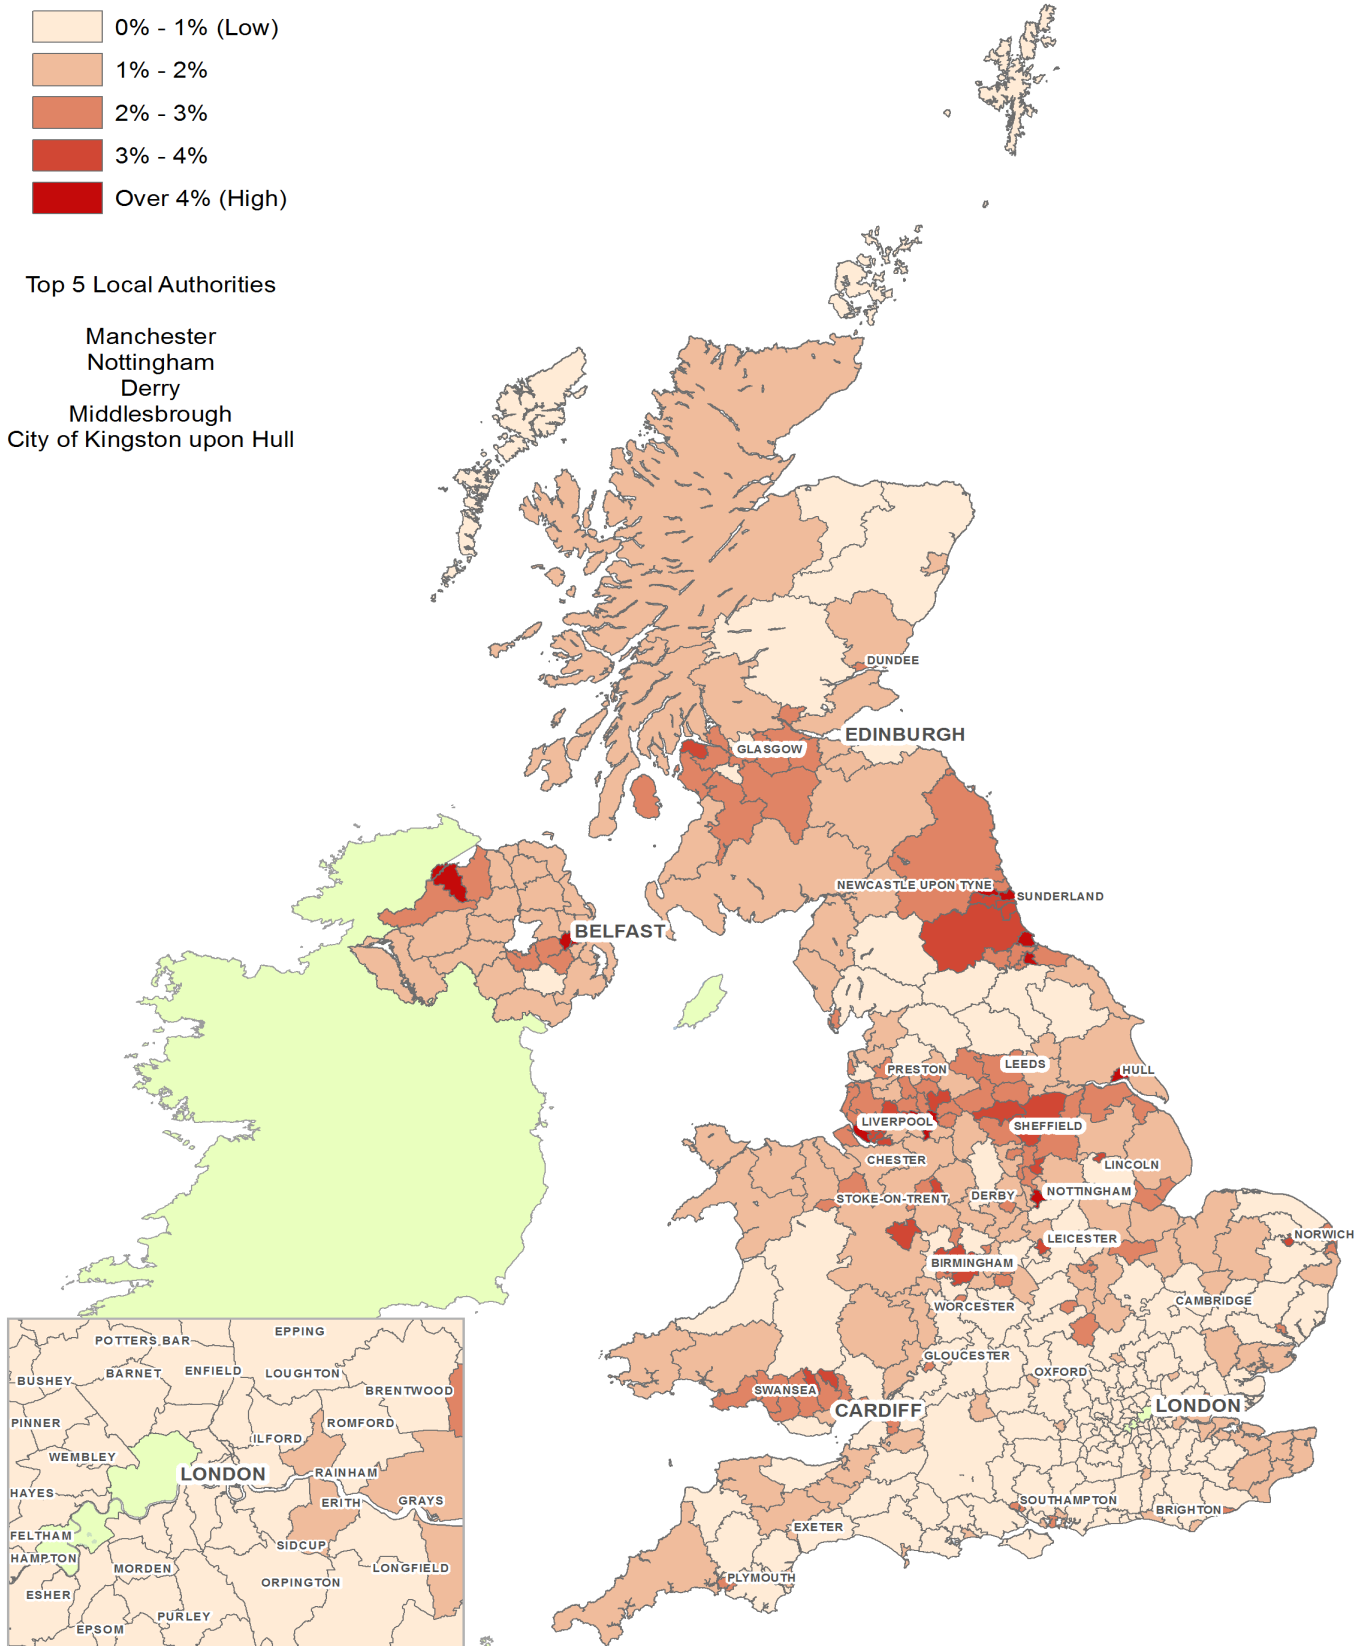 0% - 1% (Low)
1% - 2%
2% - 3%
3% - 4%
Over 4% (High)
Top 5 Local Authorities
Manchester
Nottingham
Derry
Middlesbrough
City of Kingston upon Hull
DUNDEE
EDINBURGH
GLASGOW
NEWCASTLE UPON TYNE
SUNDERLAND
BELFAST
PRESTON
LEEDS
HULL
LIVERPOOL
SHEFFIELD
CHESTER
LINCOLN
STOKE-ON-TRENT
DERBY
NOTTINGHAM
LEICESTER
NORWICH
BIRMINGHAM
WORCESTER
CAMBRIDGE
GLOUCESTER
OXFORD
SWANSEA
CARDIFF
LONDON
SOUTHAMPTON
BRIGHTON
EXETER
PLYMOUTH
POTTERS BAR
EPPING
BARNET
ENFIELD
LOUGHTON
BUSHEY
BRENTWOOD
PINNER
ROMFORD
ILFORD
WEMBLEY
LONDON
RAINHAM
HAYES
ERITH
GRAYS
FELTHAM
SIDCUP
HAMPTON
MORDEN
LONGFIELD
ESHER
ORPINGTON
PURLEY
EPSOM